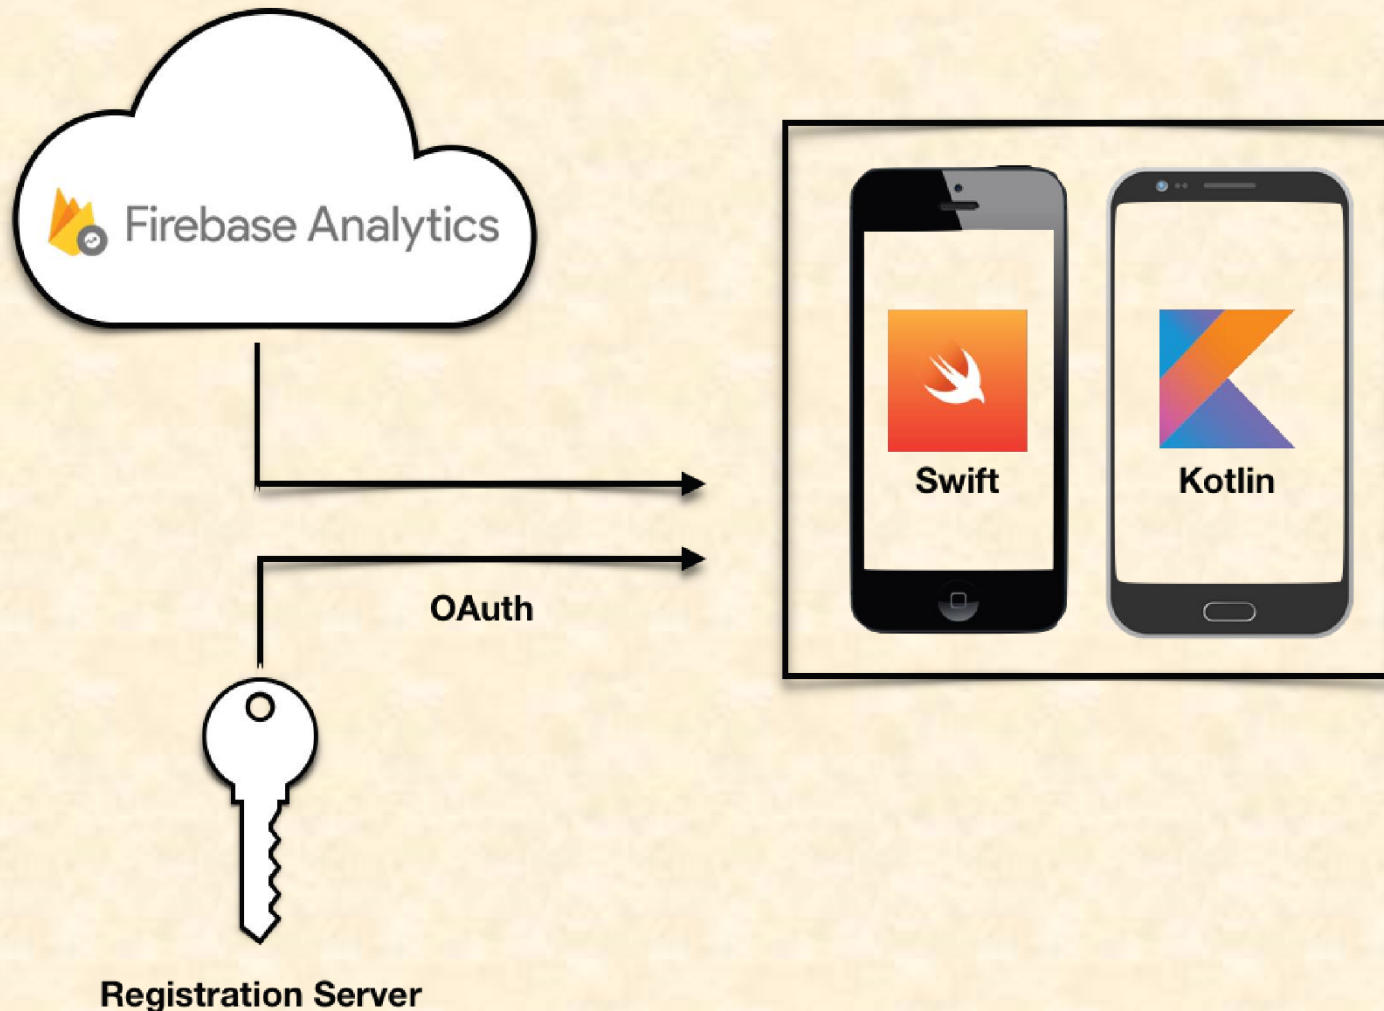 Firebase Analytics
Swift
Kotlin
OAuth
Registration Server